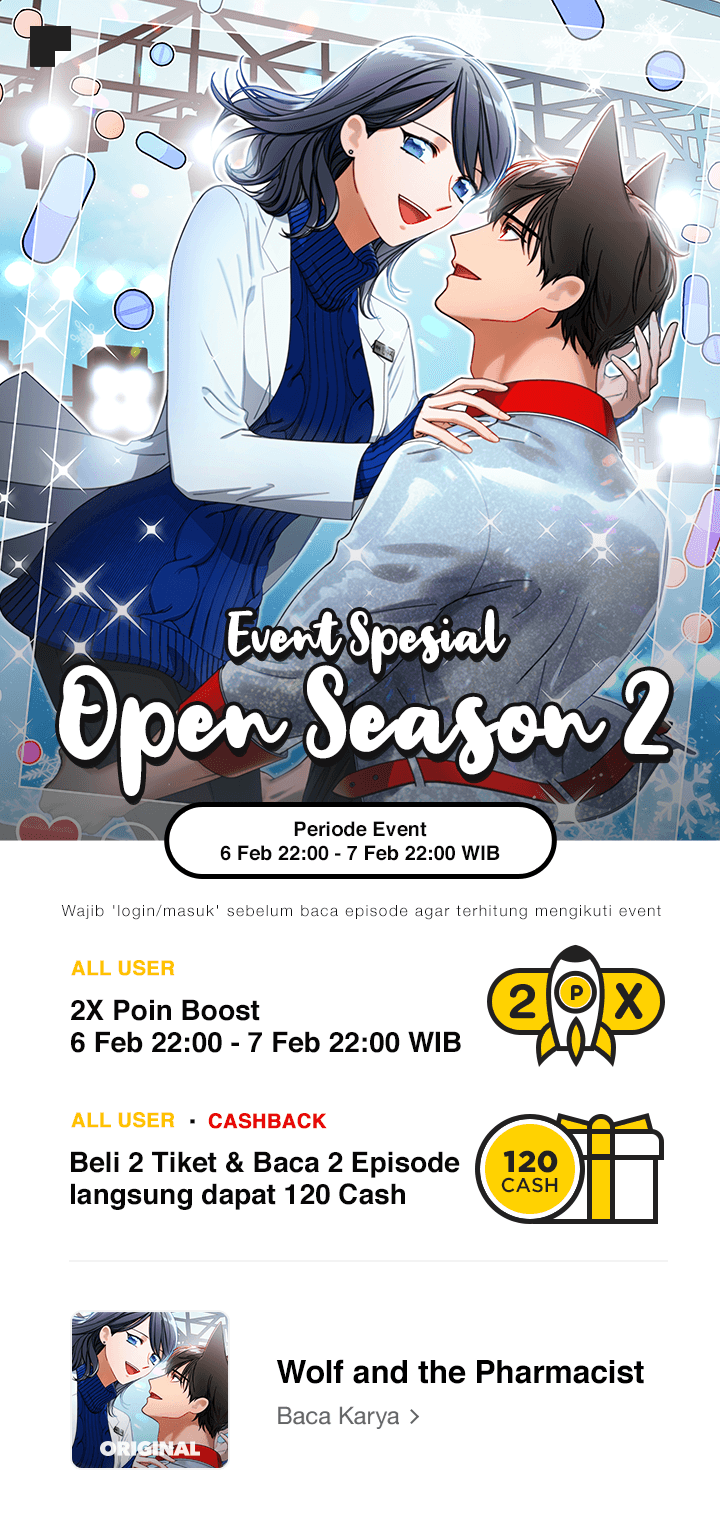 Event Spesial
Open Season 2
Periode Event
6 Feb 22:00 - 7 Feb 22:00 WIB
Wajib 'login/masuk' sebelum baca episode agar terhitung mengikuti event
ALL USER
2X Poin Boost
6 Feb 22:00 - 7 Feb 22:00 WIB
2 P X
ALL USER · CASHBACK
Beli 2 Tiket & Baca 2 Episode
langsung dapat 120 Cash
120
CASH
ORIGINAL
Wolf and the Pharmacist
Baca Karya >